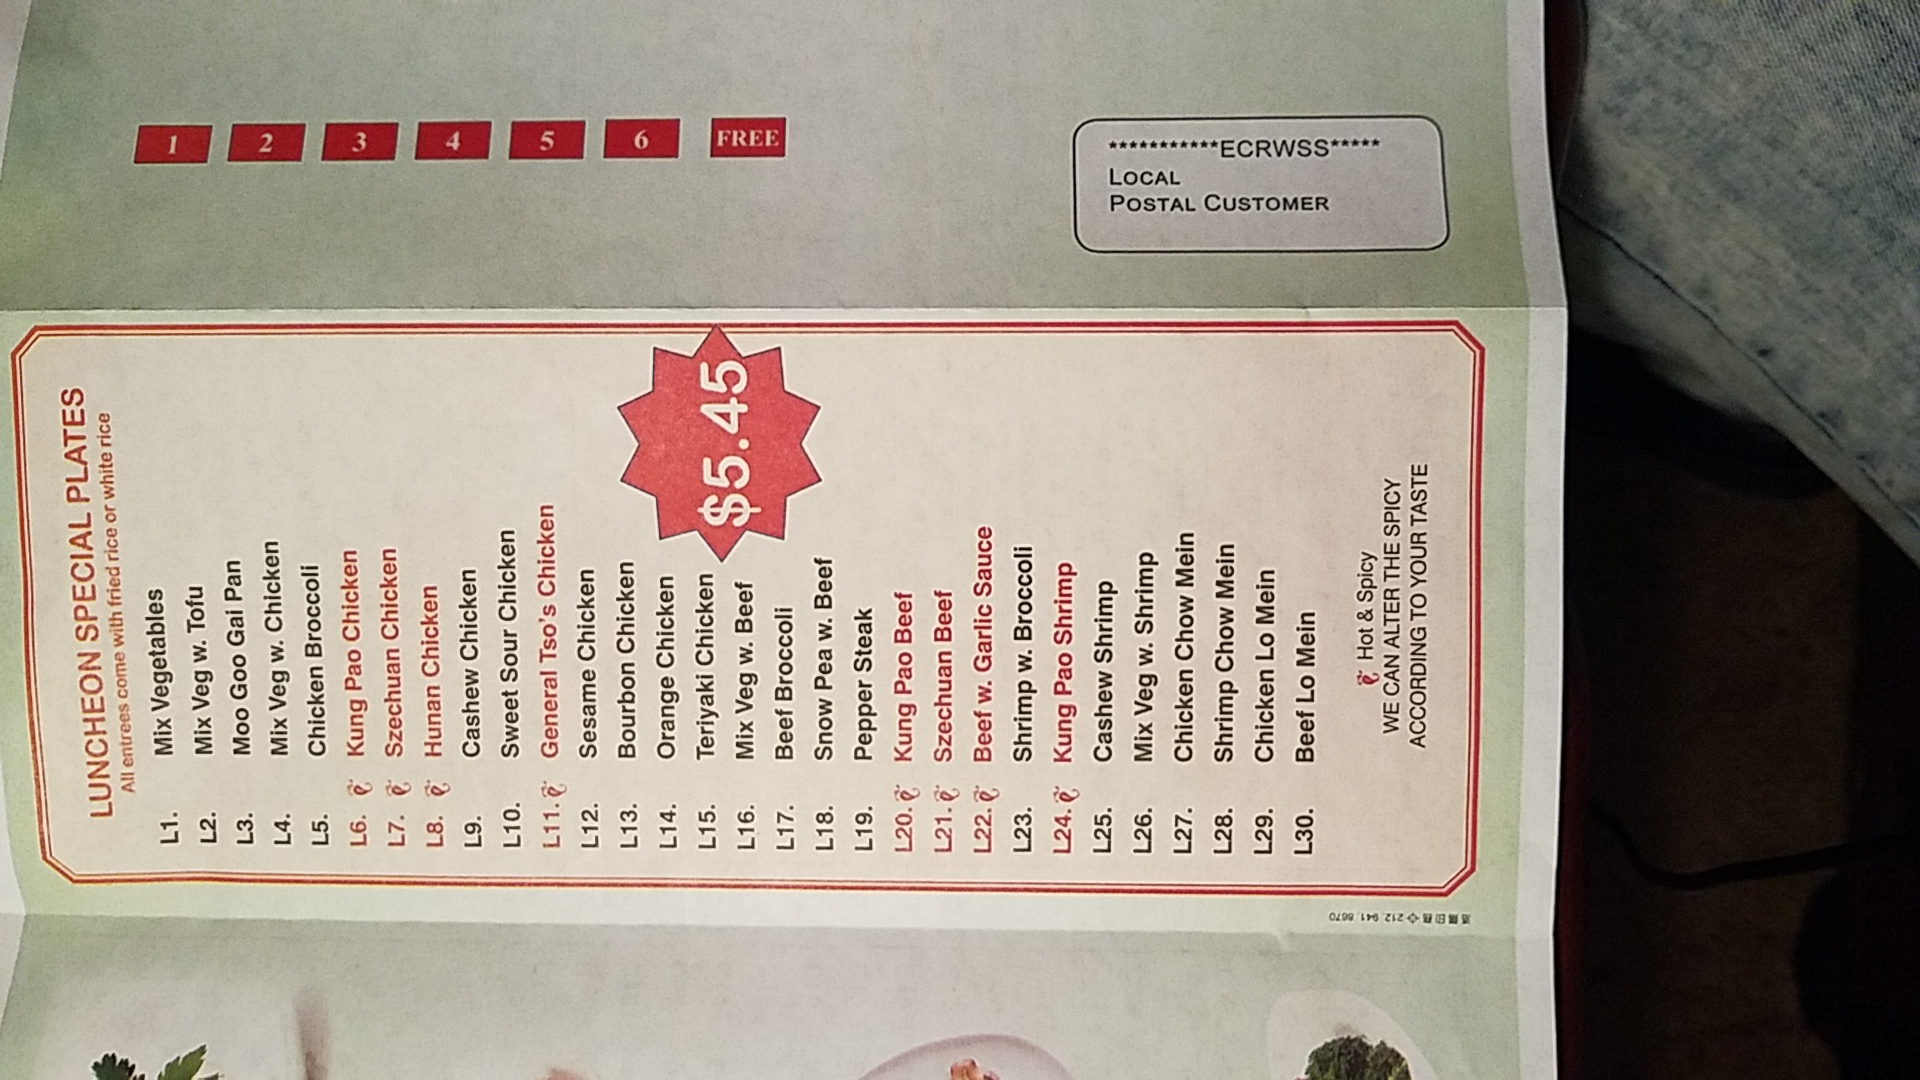 1 2 3 4 5 6 FREE
***********ECRWSS*****
LOCAL
POSTAL CUSTOMER
LUNCHEON SPECIAL PLATES
All entrees come with fried rice or white rice
L1. Mix Vegetables
L2. Mix Veg w. Tofu
L3. Moo Goo Gai Pan
L4. Mix Veg w. Chicken
L5. Chicken Broccoli
L6. Kung Pao Chicken
L7. Szechuan Chicken
L8. Hunan Chicken
L9. Cashew Chicken
L10. Sweet Sour Chicken
L11. General Tso's Chicken
L12. Sesame Chicken
L13. Bourbon Chicken
L14. Orange Chicken
L15. Teriyaki Chicken
L16. Mix Veg w. Beef
L17. Beef Broccoli
L18. Snow Pea w. Beef
L19. Pepper Steak
L20. Kung Pao Beef
L21. Szechuan Beef
L22. Beef w. Garlic Sauce
L23. Shrimp w. Broccoli
L24. Kung Pao Shrimp
L25. Cashew Shrimp
L26. Mix Veg w. Shrimp
L27. Chicken Chow Mein
L28. Shrimp Chow Mein
L29. Chicken Lo Mein
L30. Beef Lo Mein
$5.45
Hot & Spicy
WE CAN ALTER THE SPICY
ACCORDING TO YOUR TASTE
212 941 8670